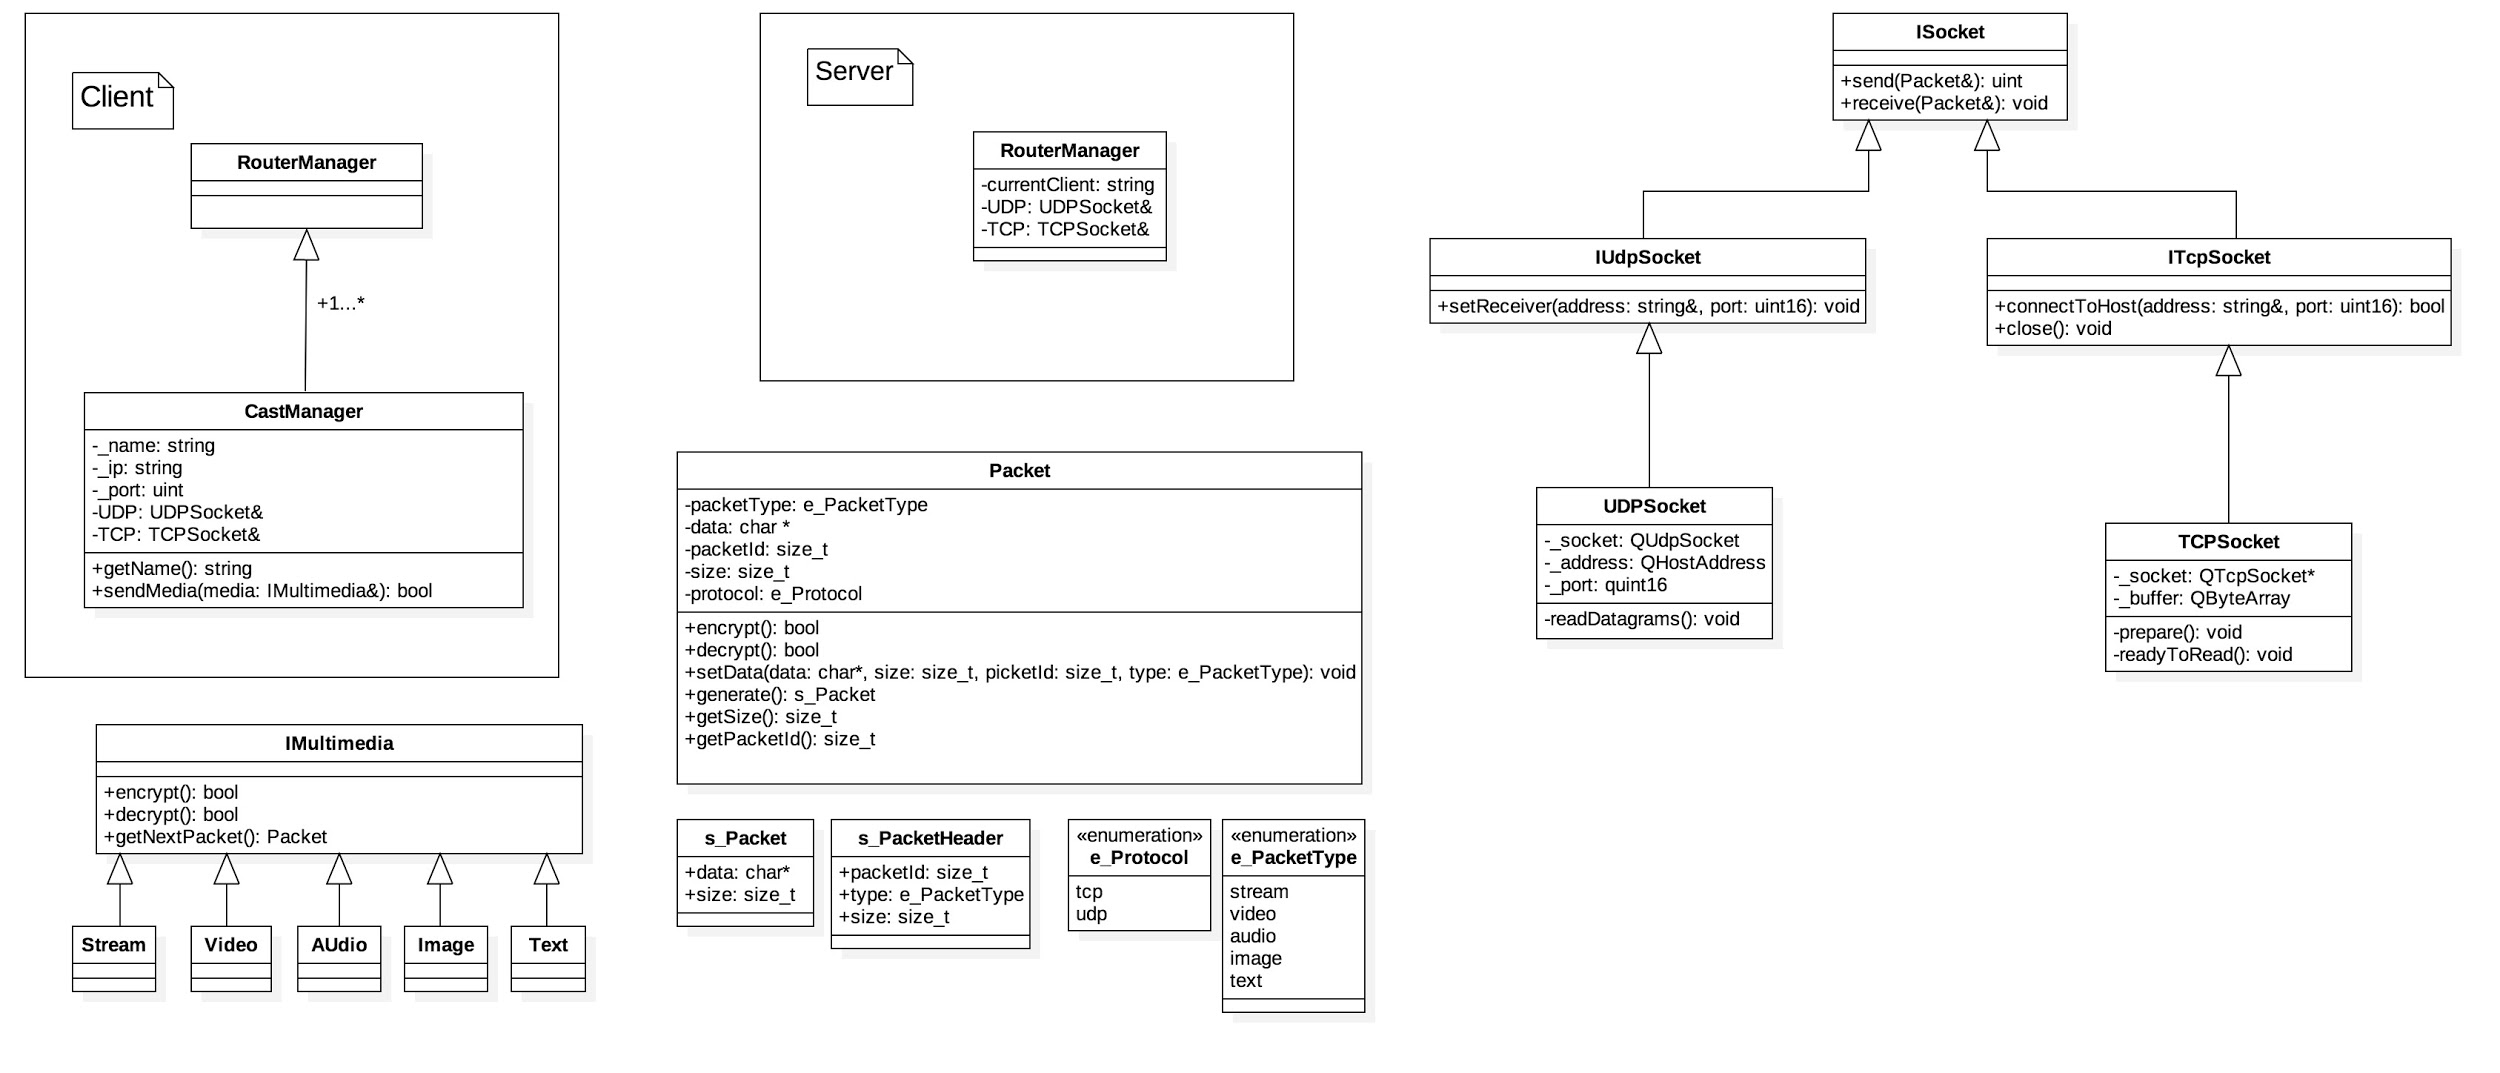 Client
RouterManager
+1...*
CastManager
-_name: string
-_ip: string
-_port: uint
-UDP: UDPSocket&
-TCP: TCPSocket&
+getName(): string
+sendMedia(media: IMultimedia&): bool
IMultimedia
+encrypt(): bool
+decrypt(): bool
+getNextPacket(): Packet
Stream
Video
AUdio
Image
Text
Server
RouterManager
-currentClient: string
-UDP: UDPSocket&
-TCP: TCPSocket&
Packet
-packetType: e_PacketType
-data: char *
-packetId: size_t
-size: size_t
-protocol: e_Protocol
+encrypt(): bool
+decrypt(): bool
+setData(data: char*, size: size_t, picketId: size_t, type: e_PacketType): void
+generate(): s_Packet
+getSize(): size_t
+getPacketId(): size_t
s_Packet
+data: char*
+size: size_t
s_PacketHeader
+packetId: size_t
+type: e_PacketType
+size: size_t
«enumeration»
e_Protocol
tcp
udp
«enumeration»
e_PacketType
stream
video
audio
image
text
ISocket
+send(Packet&): uint
+receive(Packet&): void
IUdpSocket
+setReceiver(address: string&, port: uint16): void
ITcpSocket
+connectToHost(address: string&, port: uint16): bool
+close(): void
UDPSocket
-_socket: QUdpSocket
-_address: QHostAddress
-_port: quint16
-readDatagrams(): void
TCPSocket
-_socket: QTcpSocket*
-_buffer: QByteArray
-prepare(): void
-readyToRead(): void